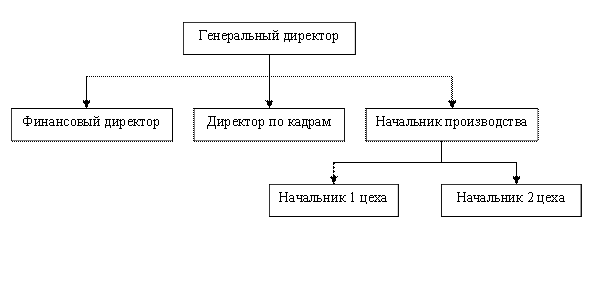 Генеральный директор
Финансовый директор
Директор по кадрам
Начальник производства
Начальник 1 цеха
Начальник 2 цеха